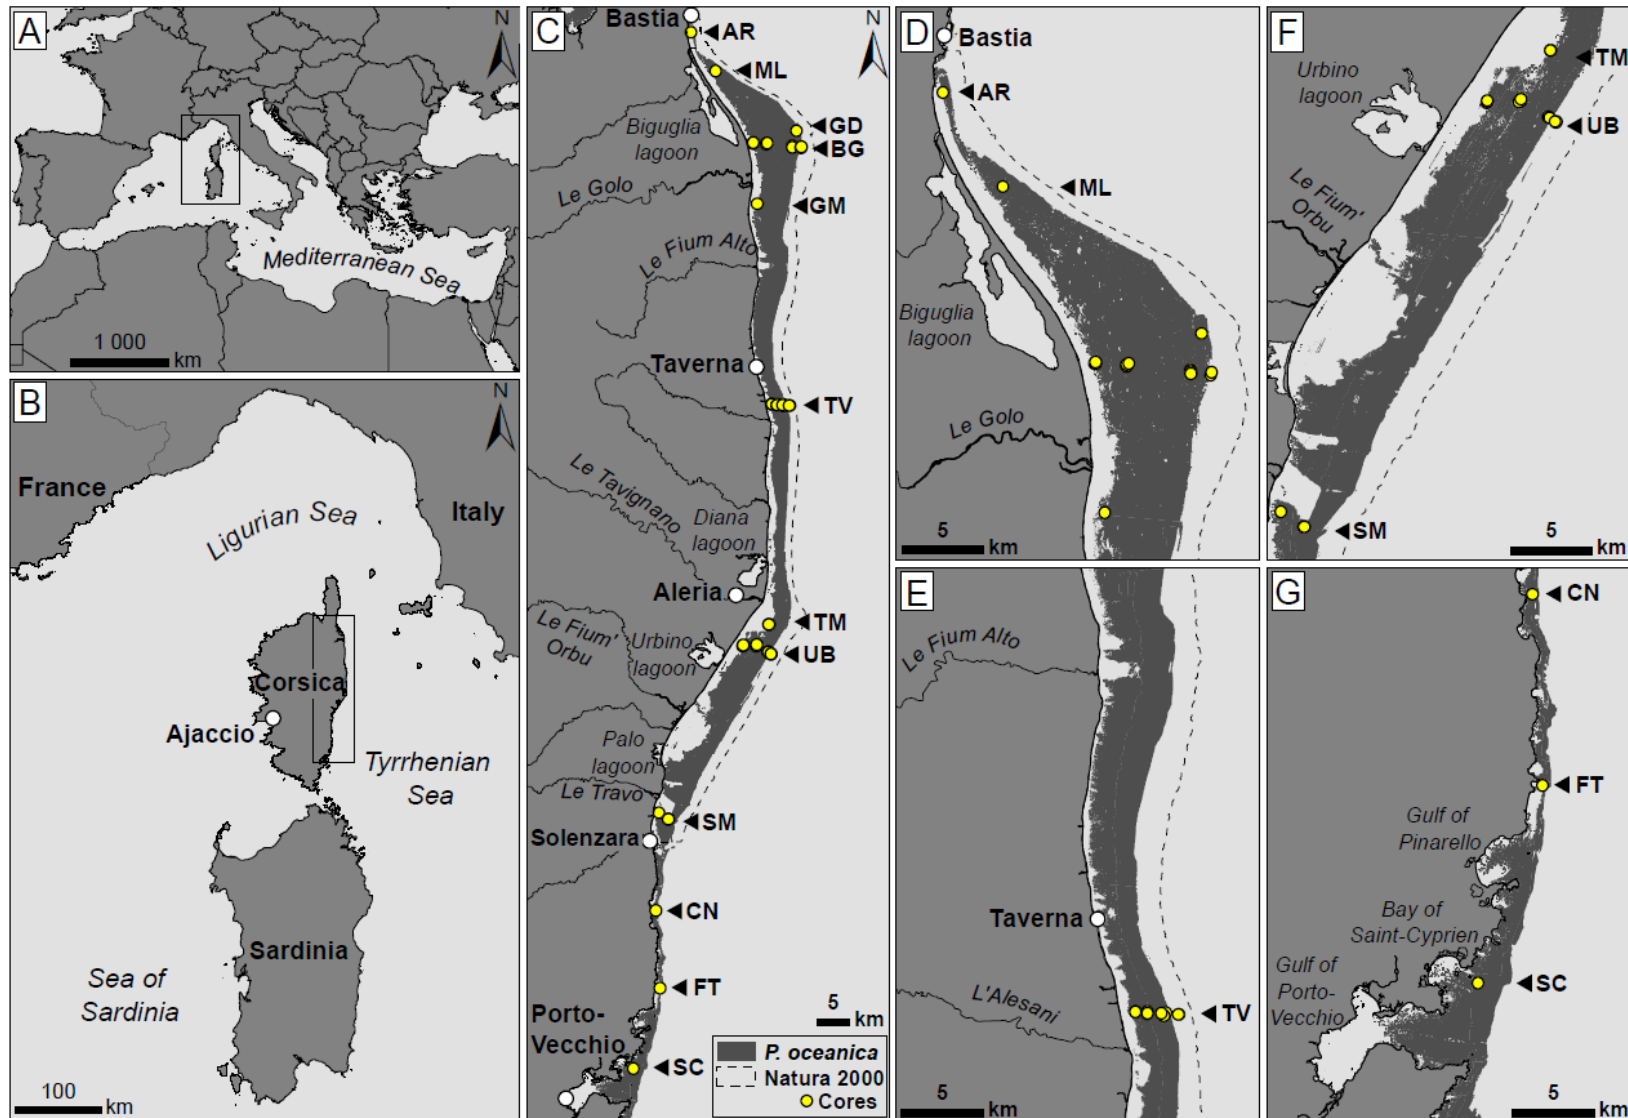 A
N
Mediterranean Sea
1 000
km
B
N
France
Italy
Ligurian Sea
Corsica
Ajaccio
Tyrrhenian
Sea
Sardinia
Sea of
Sardinia
100
km
C
N
Bastia
AR
ML
GD
Biguglia
lagoon
BG
Le Golo
GM
Le Fium Alto
Taverna
TV
Le Tavignano
Diana
lagoon
Aleria
TM
Le Fium'
Orbu
Urbino
lagoon
UB
Palo
lagoon
Le Travo
SM
Solenzara
CN
FT
5
km
Porto-
Vecchio
SC
P. oceanica
Natura 2000
Cores
D
Bastia
AR
ML
Biguglia
lagoon
Le Golo
5
km
E
Le Fium Alto
Taverna
L'Alesani
TV
5
km
F
TM
Urbino
lagoon
UB
Le Fium'
Orbu
SM
5
km
G
CN
FT
Gulf of
Pinarello
Bay of
Saint-Cyprien
Gulf of
Porto-
Vecchio
SC
5
km